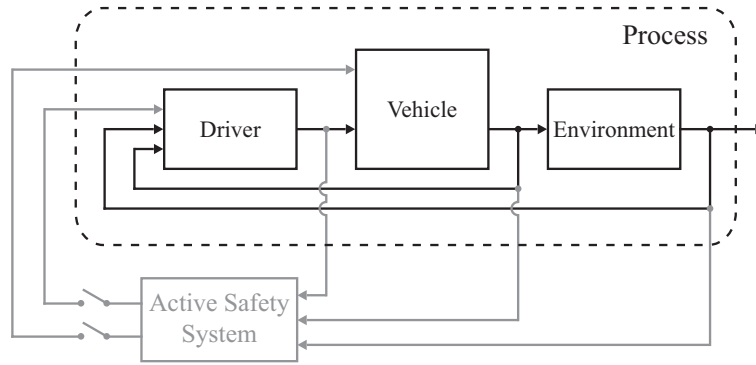 Process
Driver
Vehicle
Environment
Active Safety
System